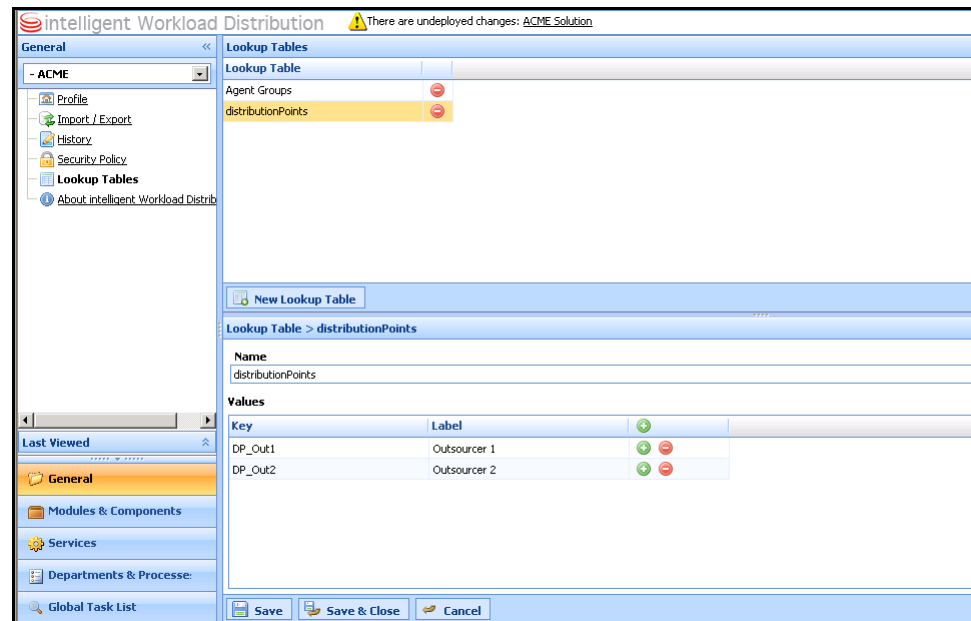 intelligent Workload Distribution
There are undeployed changes: ACME Solution
General
- ACME
Profile
Import / Export
History
Security Policy
Lookup Tables
About intelligent Workload Distrib
Last Viewed
General
Modules & Components
Services
Departments & Processe:
Global Task List
Lookup Tables
Lookup Table
Agent Groups
distributionPoints
New Lookup Table
Lookup Table > distributionPoints
Name
distributionPoints
Values
Key Label
DP_Out1 Outsourcer 1
DP_Out2 Outsourcer 2
Save Save & Close Cancel